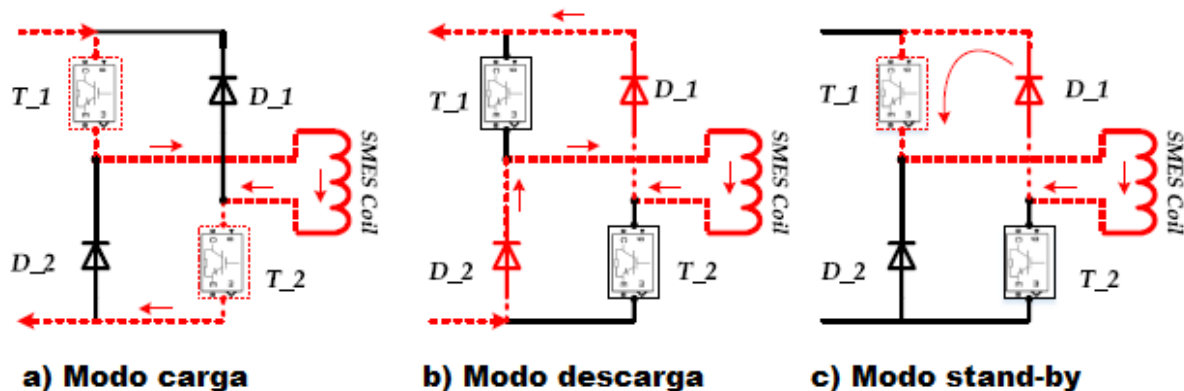 T_1
D_1
D_2
T_2
SMES Coil
a) Modo carga
T_1
D_1
D_2
T_2
SMES Coil
b) Modo descarga
T_1
D_1
D_2
T_2
SMES Coil
c) Modo stand-by